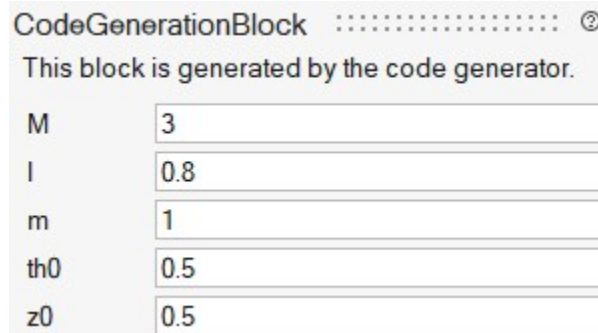 CodeGenerationBlock
This block is generated by the code generator.
M 3
l 0.8
m 1
th0 0.5
z0 0.5